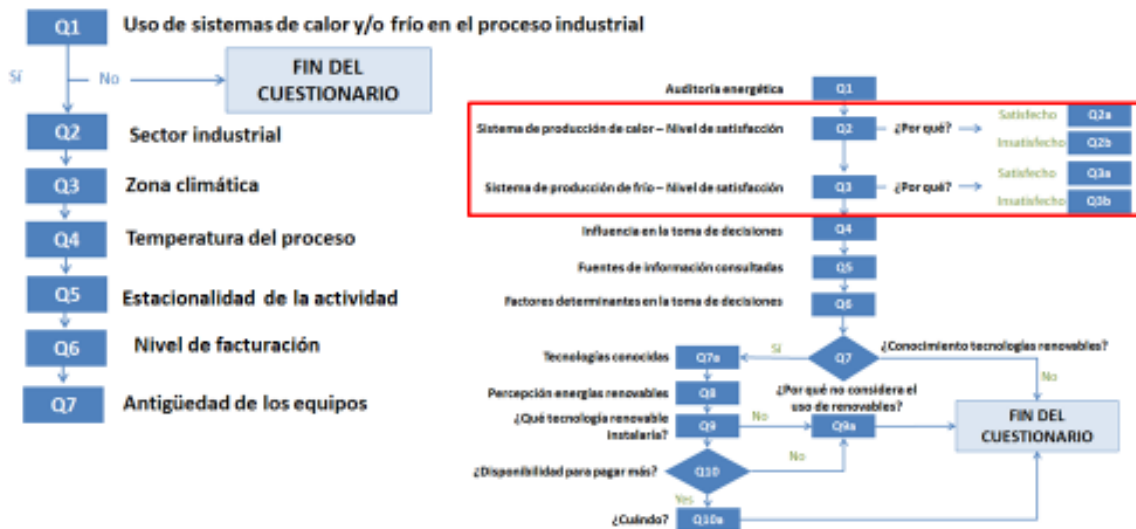 Q1 Uso de sistemas de calor y/o frío en el proceso industrial
Sí
No
FIN DEL
CUESTIONARIO
Q2 Sector industrial
Q3 Zona climática
Q4 Temperatura del proceso
Q5 Estacionalidad de la actividad
Q6 Nivel de facturación
Q7 Antigüedad de los equipos
Auditoría energética Q1
Sistema de producción de calor – Nivel de satisfacción Q2 ¿Por qué?
Satisfecho Q2a
Insatisfecho Q2b
Sistema de producción de frío – Nivel de satisfacción Q3 ¿Por qué?
Satisfecho Q3a
Insatisfecho Q3b
Influencia en la toma de decisiones Q4
Fuentes de información consultadas Q5
Factores determinantes en la toma de decisiones Q6
Q7 ¿Conocimiento tecnologías renovables?
Sí
No
Tecnologías conocidas Q7a
Percepción energías renovables Q8
¿Por qué no considera el
uso de renovables?
¿Qué tecnología renovable
instalaría?
Q9
No
Q9a
FIN DEL
CUESTIONARIO
¿Disponibilidad para pagar más? Q10
No
Yes
¿Cuándo? Q10a